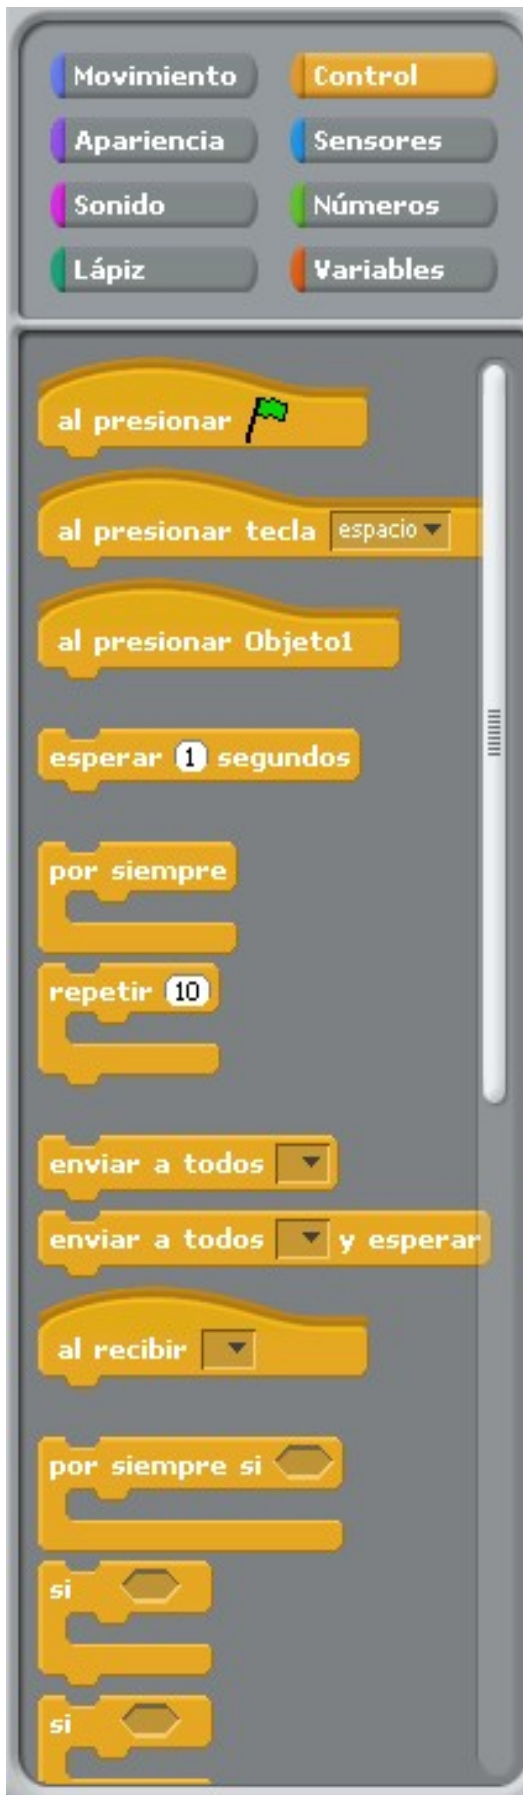 Movimiento Control
Apariencia Sensores
Sonido Números
Lápiz Variables
al presionar
al presionar tecla espacio
al presionar Objeto1
esperar 1 segundos
por siempre
repetir 10
enviar a todos
enviar a todos y esperar
al recibir
por siempre si
si
si